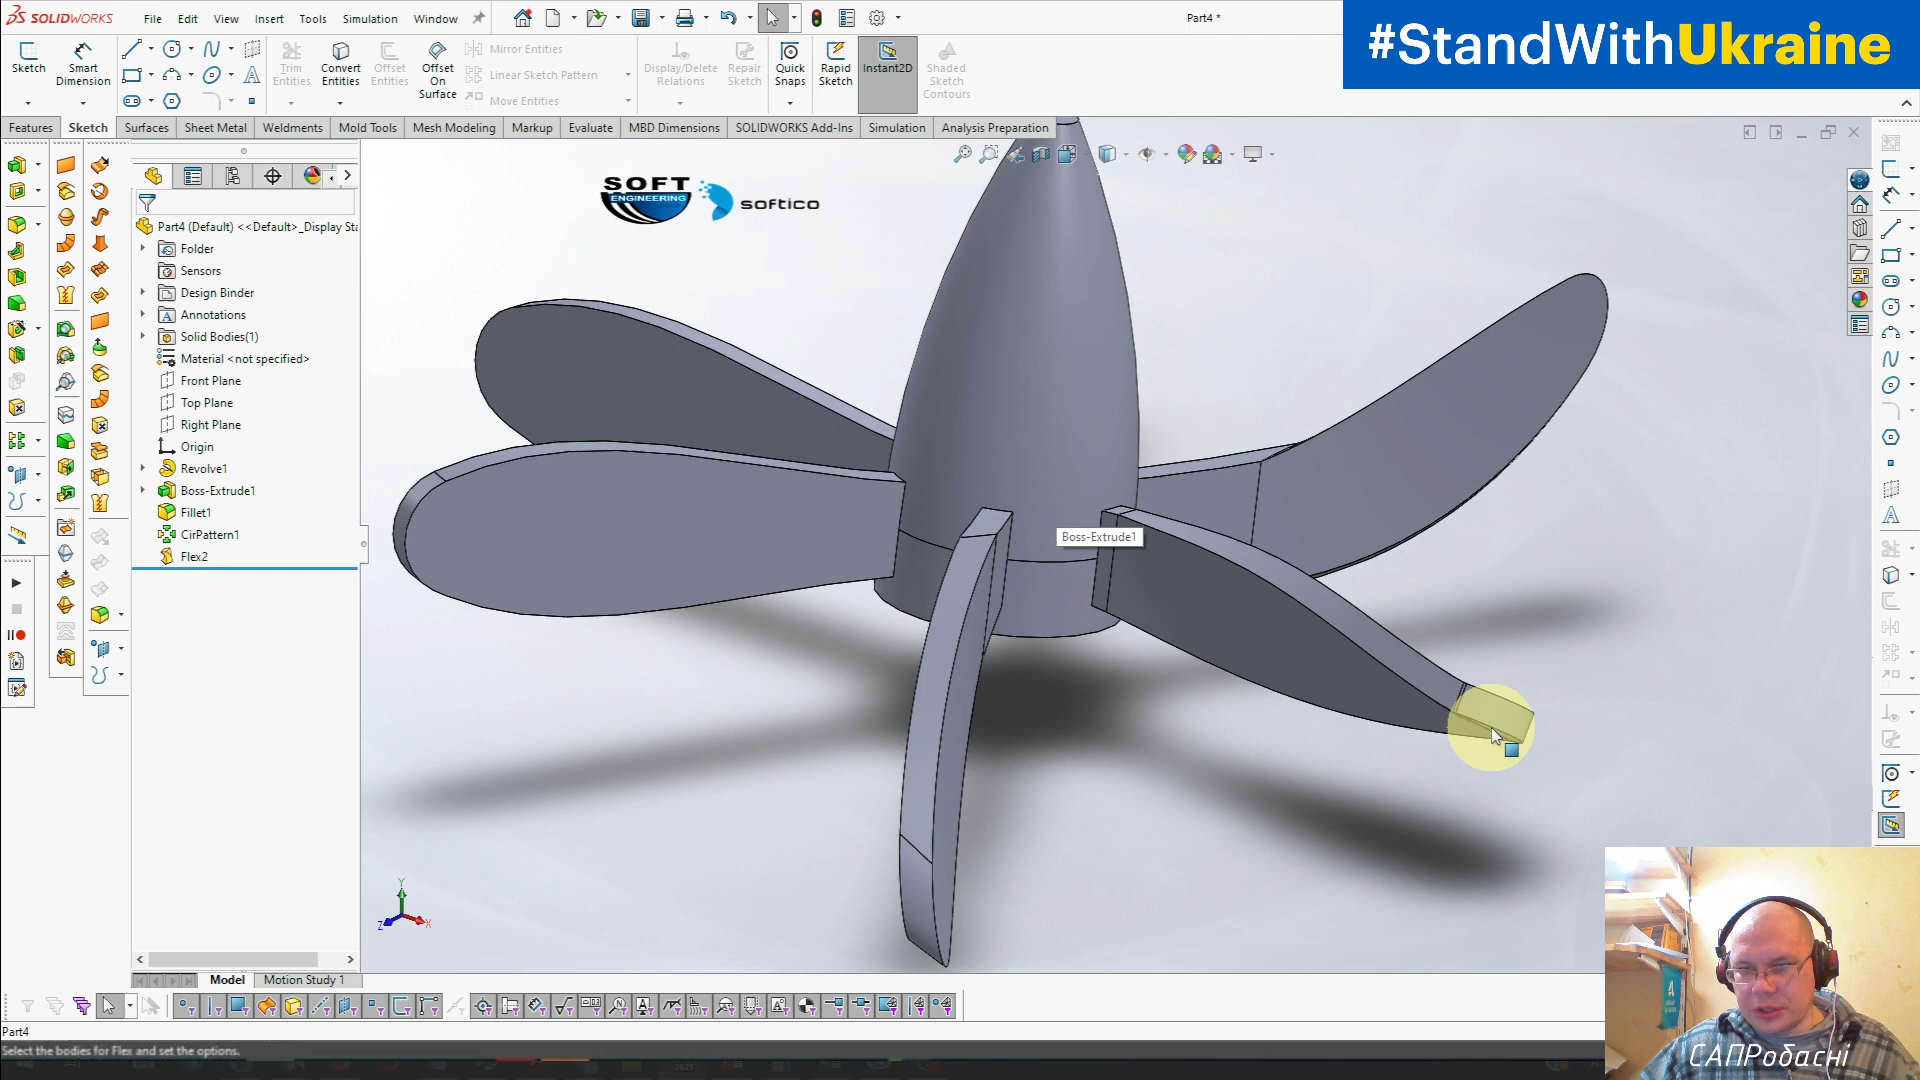 SOLIDWORKS
File Edit View Insert Tools Simulation Window
Part4 *
#StandWithUkraine
Sketch
Smart Dimension
Trim Entities
Convert Entities
Offset Entities
Offset On Surface
Mirror Entities
Linear Sketch Pattern
Move Entities
Display/Delete Relations
Repair Sketch
Quick Snaps
Rapid Sketch
Instant2D
Shaded Sketch Contours
Features Sketch Surfaces Sheet Metal Weldments Mold Tools Mesh Modeling Markup Evaluate MBD Dimensions SOLIDWORKS Add-Ins Simulation Analysis Preparation
SOFT
ENGINEERING
softico
Part4 (Default) <<Default>_Display Sta
Folder
Sensors
Design Binder
Annotations
Solid Bodies(1)
Material <not specified>
Front Plane
Top Plane
Right Plane
Origin
Revolve1
Boss-Extrude1
Fillet1
CirPattern1
Flex2
Boss-Extrude1
Y
Z
X
Model Motion Study 1
Part4
Select the bodies for Flex and set the options.
САПРобасні